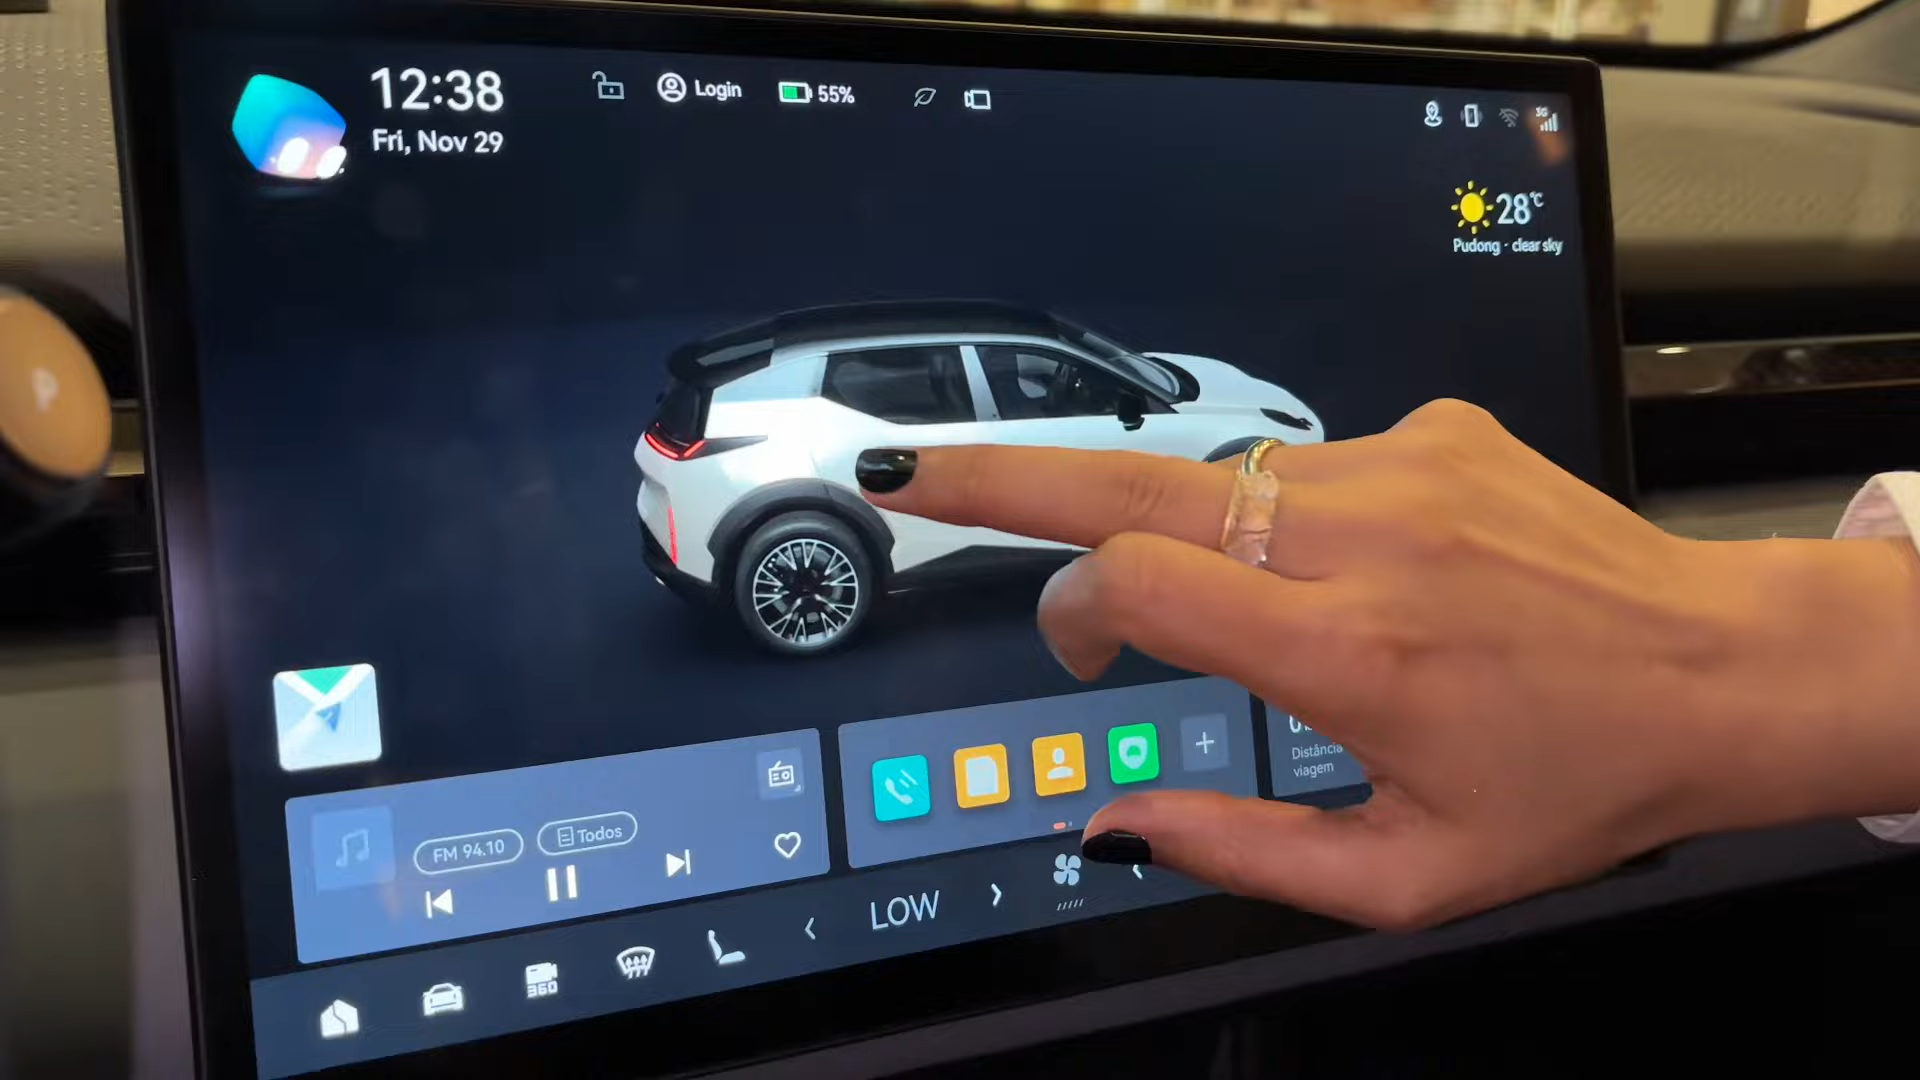 12:38
Fri, Nov 29
Login
55%
3G
28℃
Pudong · clear sky
FM 94.10
Todos
Distância
viagem
LOW
360
P